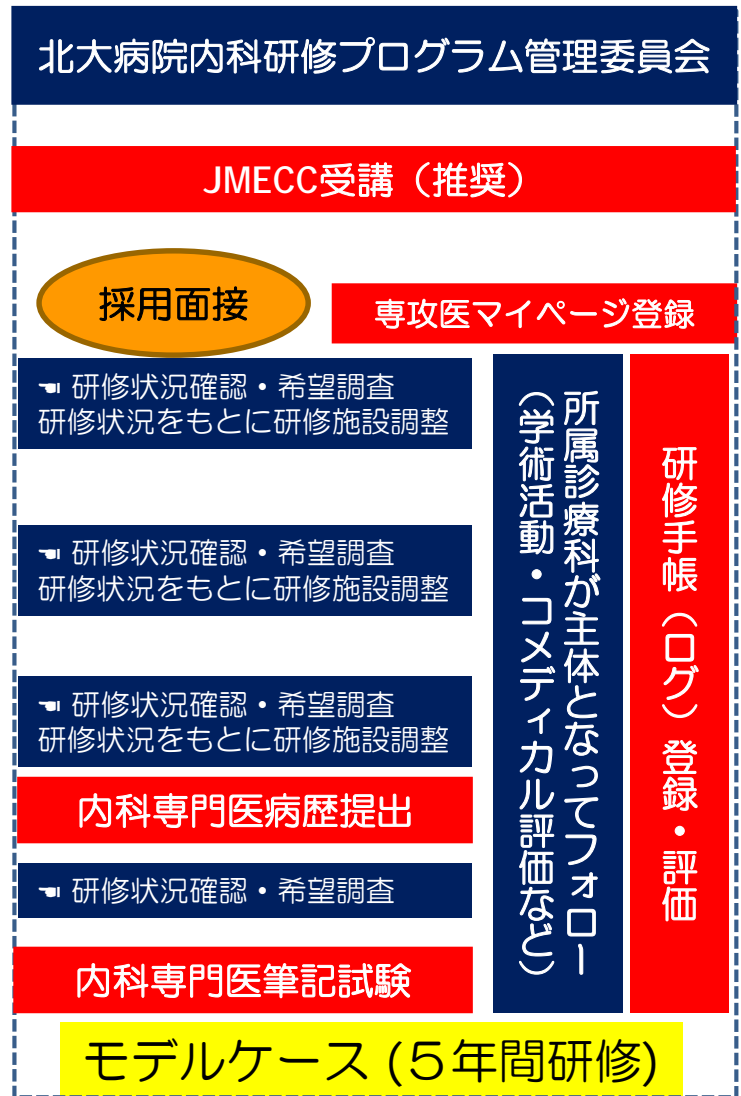 北大病院内科研修プログラム管理委員会
JMECC受講（推奨）
採用面接
専攻医マイページ登録
☚ 研修状況確認・希望調査
研修状況をもとに研修施設調整
☚ 研修状況確認・希望調査
研修状況をもとに研修施設調整
☚ 研修状況確認・希望調査
研修状況をもとに研修施設調整
内科専門医病歴提出
☚ 研修状況確認・希望調査
内科専門医筆記試験
所属診療科が主体となってフォロー
（学術活動・コメディカル評価など）
研修手帳（ログ）登録・評価
モデルケース (５年間研修)